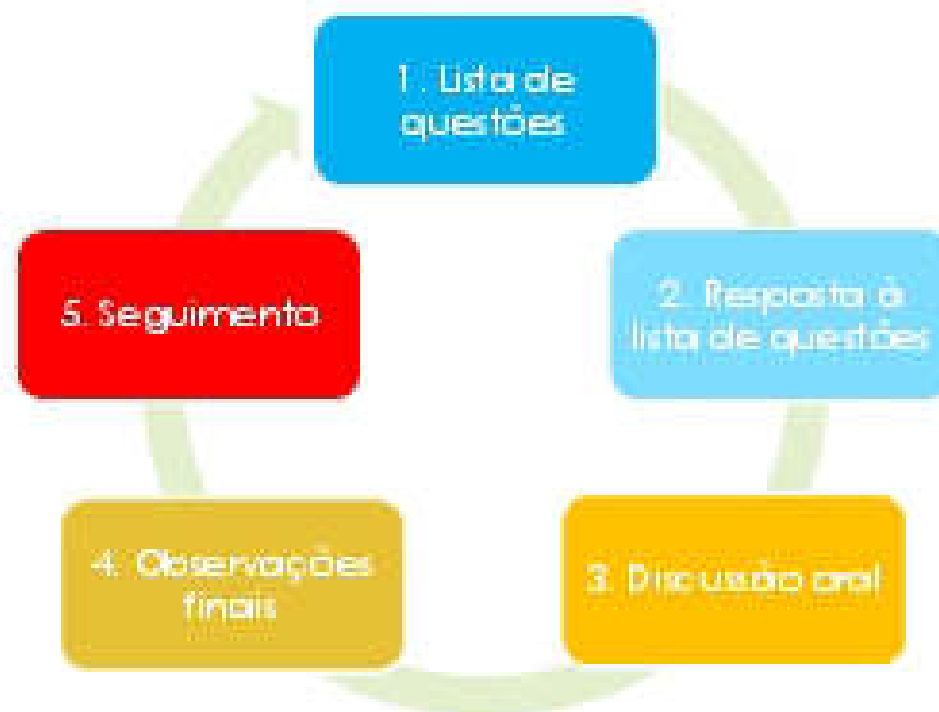 1. Lista de
questões
2. Resposta à
lista de questões
3. Discussão oral
4. Observações
finais
5. Seguimento